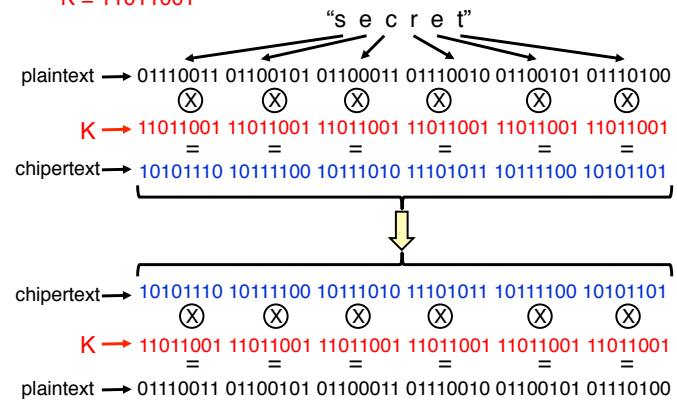 K = 11011001
“s e c r e t”
plaintext 01110011 01100101 01100011 01110010 01100101 01110100
X X X X X X
K 11011001 11011001 11011001 11011001 11011001 11011001
= = = = = =
chipertext 10101110 10111100 10111010 11101011 10111100 10101101
chipertext 10101110 10111100 10111010 11101011 10111100 10101101
X X X X X X
K 11011001 11011001 11011001 11011001 11011001 11011001
= = = = = =
plaintext 01110011 01100101 01100011 01110010 01100101 01110100